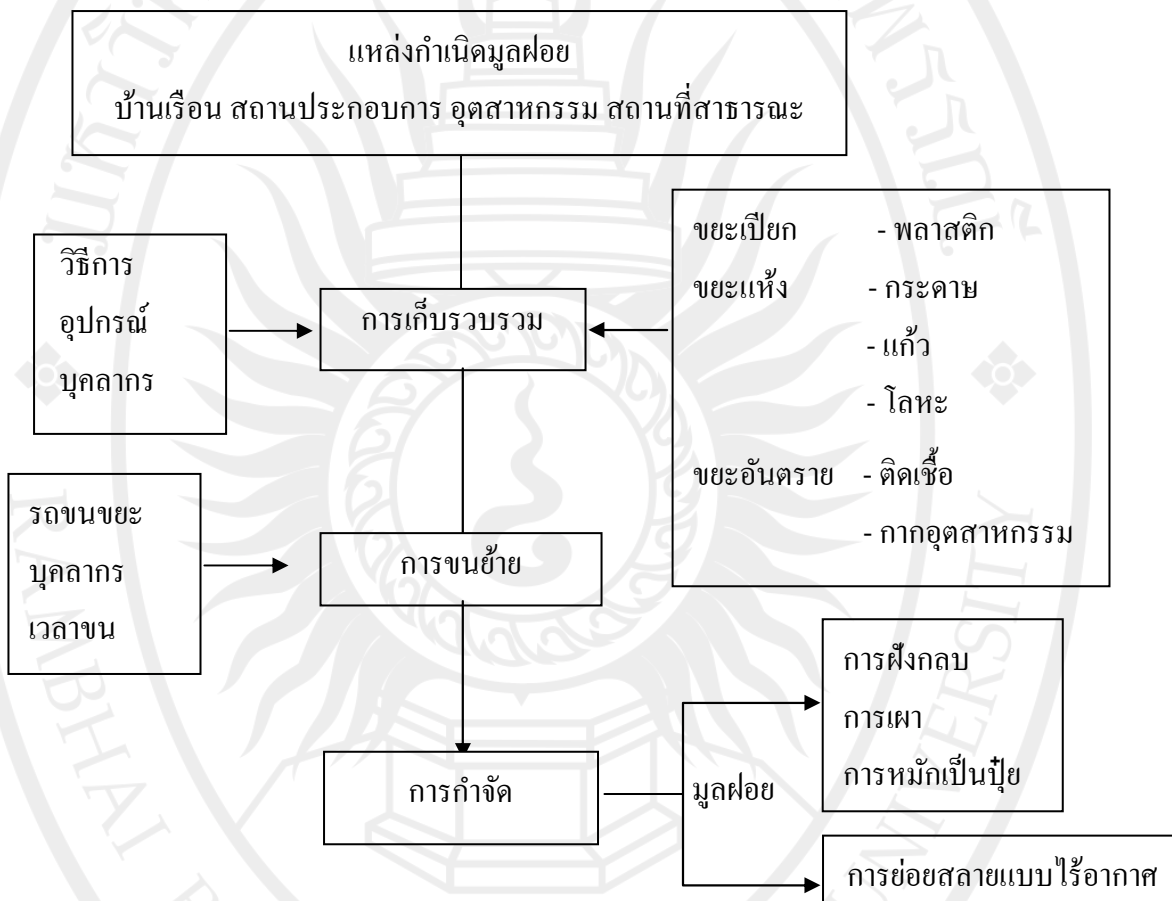 แหล่งกำเนิดมูลฝอย
บ้านเรือน สถานประกอบการ อุตสาหกรรม สถานที่สาธารณะ
วิธีการ
อุปกรณ์
บุคลากร
การเก็บรวบรวม
ขยะเปียก - พลาสติก
ขยะแห้ง - กระดาษ
- แก้ว
- โลหะ
ขยะอันตราย - ติดเชื้อ
- กากอุตสาหกรรม
รถขนขยะ
บุคลากร
เวลาขน
การขนย้าย
การกำจัด
มูลฝอย
การฝังกลบ
การเผา
การหมักเป็นปุ๋ย
การย่อยสลายแบบไร้อากาศ
RAMBHAI
UNIVERSITY